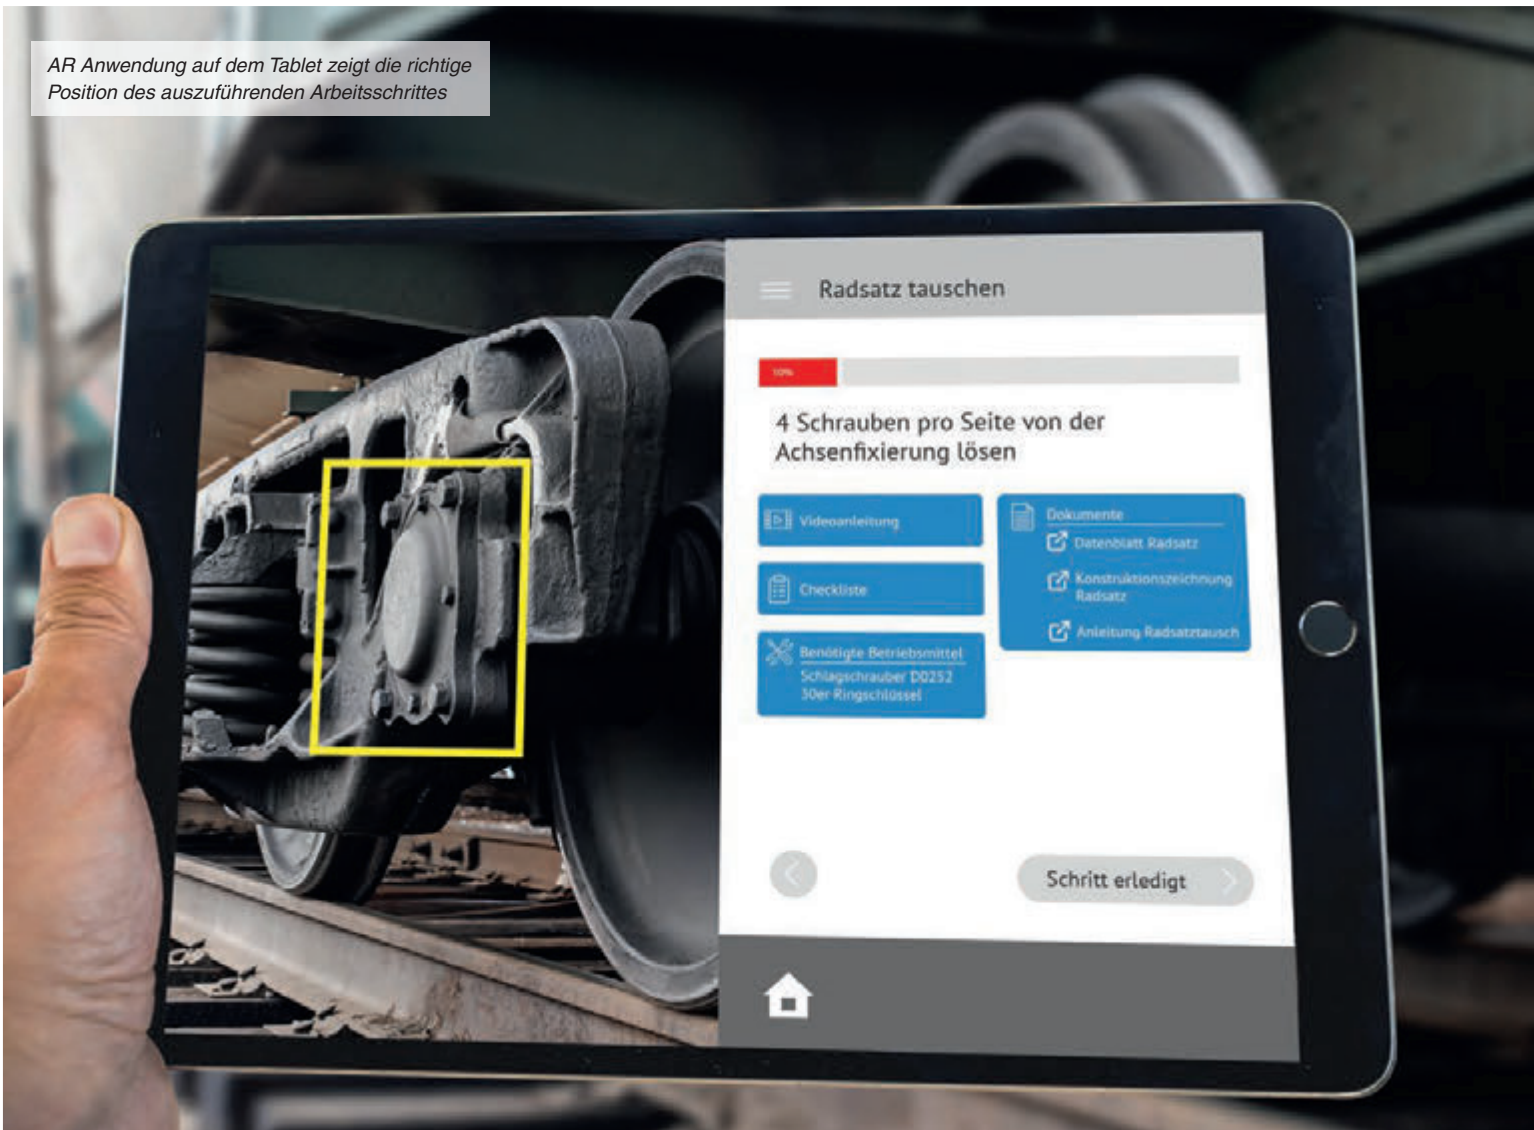 AR Anwendung auf dem Tablet zeigt die richtige
Position des auszuführenden Arbeitsschrittes
Radsatz tauschen
10%
4 Schrauben pro Seite von der
Achsenfixierung lösen
Videoanleitung
Checkliste
Benötigte Betriebsmittel
Schlagschrauber D0252
30er Ringschlüssel
Dokumente
Datenblatt Radsatz
Konstruktionszeichnung
Radsatz
Anleitung Radsatztausch
Schritt erledigt